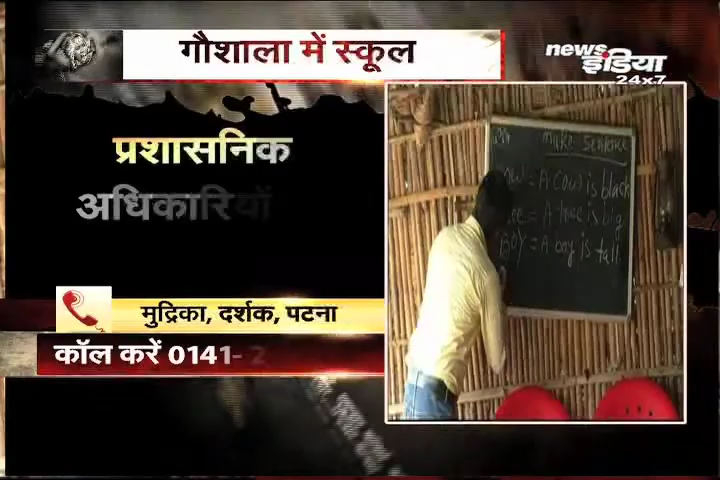 गौशाला में स्कूल
news
इंडिया
24x7
प्रशासनिक
अधिकारियों
Make Sentence
= A cow is black
= A tree is big
Boy = A boy is tall
मुद्रिका, दर्शक, पटना
कॉल करें 0141-